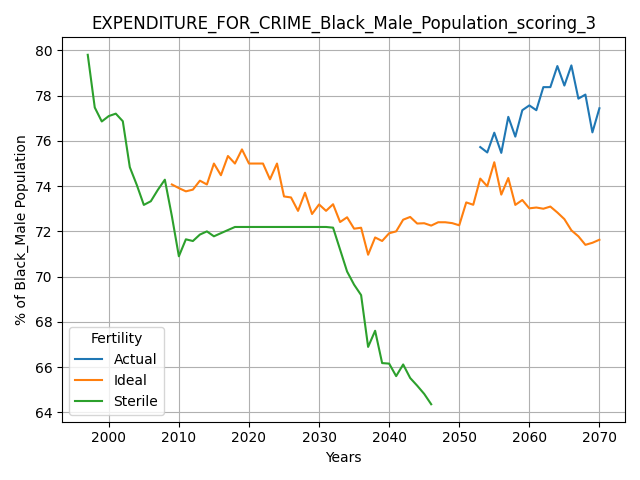 EXPENDITURE_FOR_CRIME_Black_Male_Population_scoring_3
% of Black_Male Population
80
78
76
74
72
70
68
66
64
Fertility
Actual
Ideal
Sterile
2000 2010 2020 2030 2040 2050 2060 2070
Years